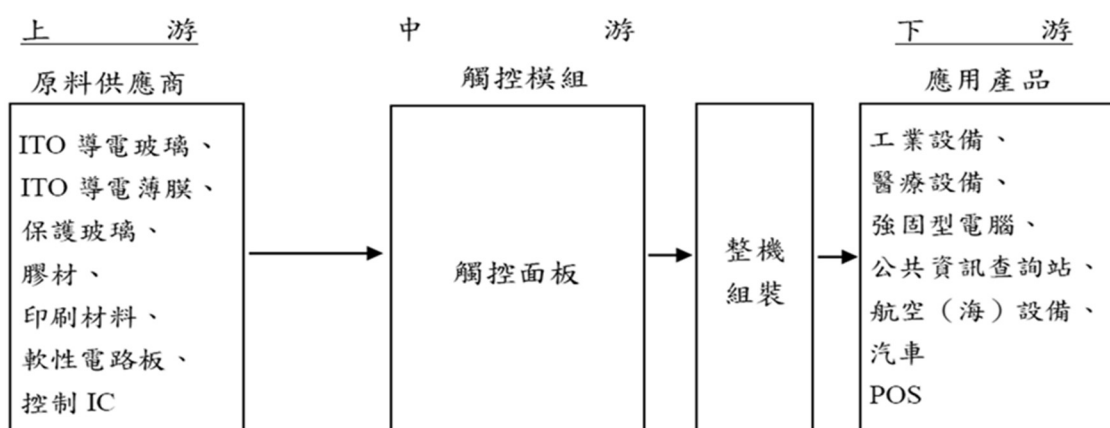 上 游
中 游
下 游
原料供應商
觸控模組
應用產品
ITO 導電玻璃、
ITO 導電薄膜、
保護玻璃、
膠材、
印刷材料、
軟性電路板、
控制 IC
觸控面板
整機
組裝
工業設備、
醫療設備、
強固型電腦、
公共資訊查詢站、
航空（海）設備、
汽車
POS